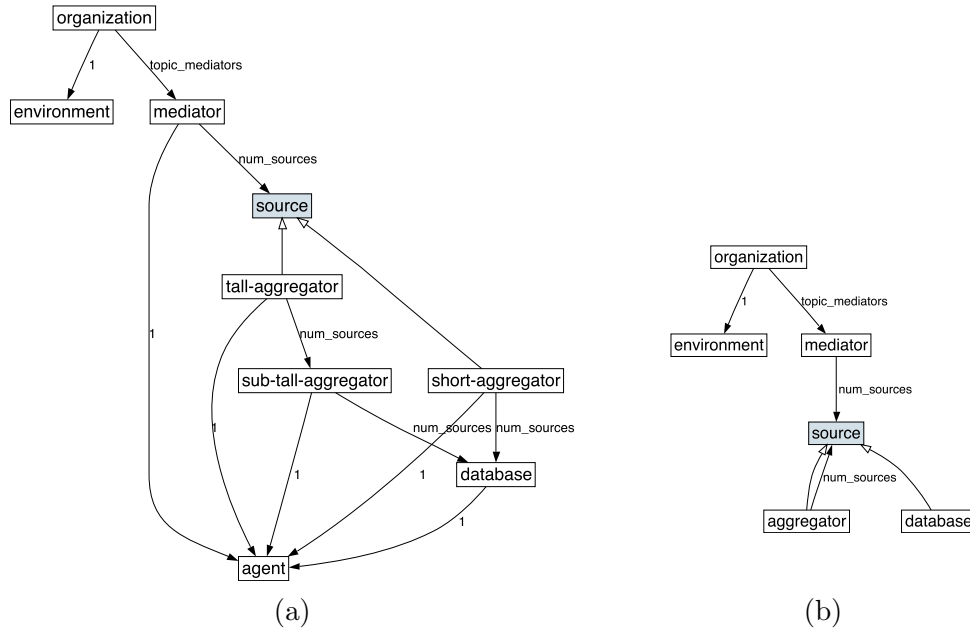 organization
1
topic_mediators
environment
mediator
num_sources
source
tall-aggregator
1
num_sources
sub-tall-aggregator
short-aggregator
1
num_sources
num_sources
1
1
database
1
agent
(a)
organization
1
topic_mediators
environment
mediator
num_sources
source
num_sources
aggregator
database
(b)